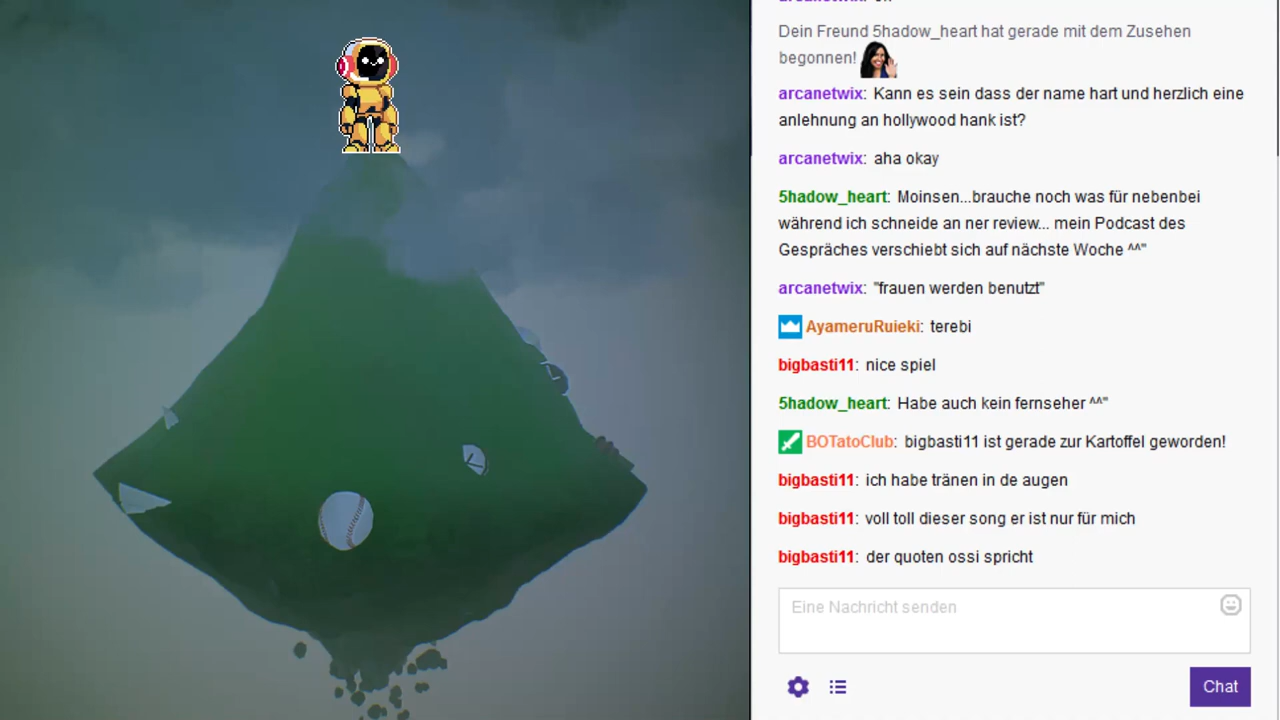 Dein Freund 5hadow_heart hat gerade mit dem Zusehen
begonnen!
arcanetwix: Kann es sein dass der name hart und herzlich eine
anlehnung an hollywood hank ist?
arcanetwix: aha okay
5hadow_heart: Moinsen...brauche noch was für nebenbei
während ich schneide an ner review... mein Podcast des
Gespräches verschiebt sich auf nächste Woche ^^"
arcanetwix: "frauen werden benutzt"
AyameruRuieki: terebi
bigbasti11: nice spiel
5hadow_heart: Habe auch kein fernseher ^^"
BOTatoClub: bigbasti11 ist gerade zur Kartoffel geworden!
bigbasti11: ich habe tränen in de augen
bigbasti11: voll toll dieser song er ist nur für mich
bigbasti11: der quoten ossi spricht
Eine Nachricht senden
Chat